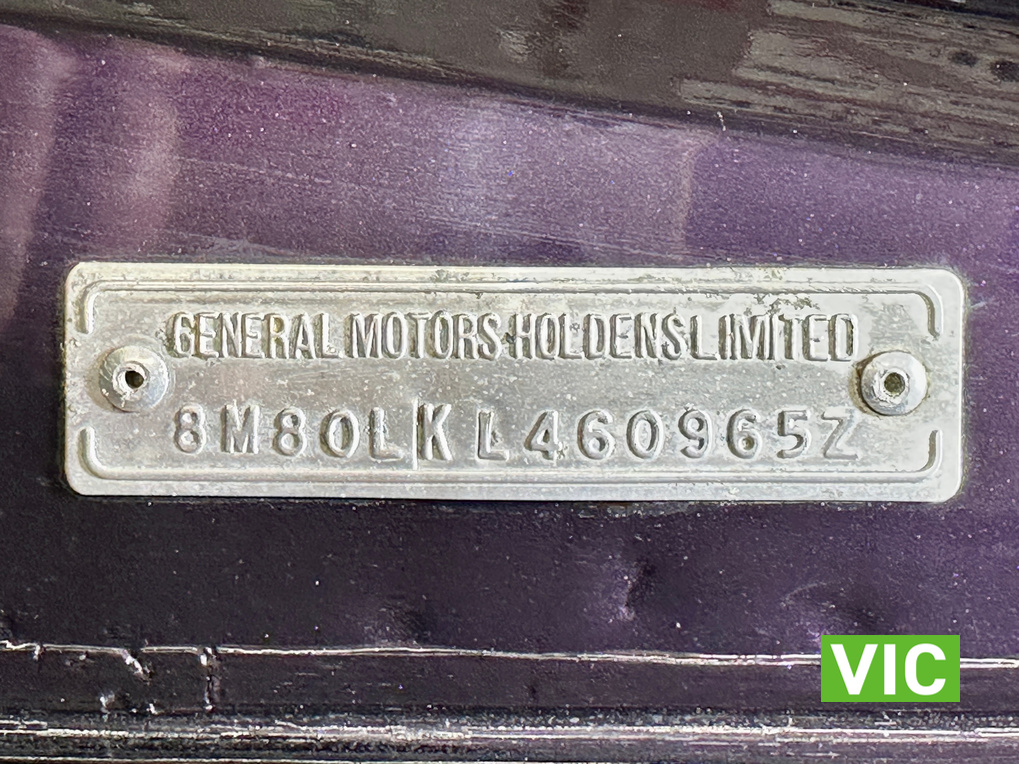 GENERAL MOTORS-HOLDENS LIMITED
8M80LKL460965Z
VIC